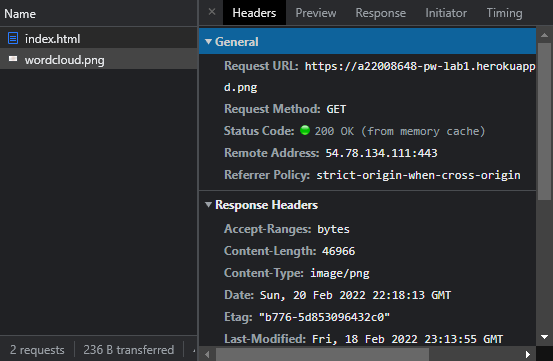 Name
Headers Preview Response Initiator Timing
index.html
wordcloud.png
General
Request URL: https://a22008648-pw-lab1.herokuapp
d.png
Request Method: GET
Status Code: 200 OK (from memory cache)
Remote Address: 54.78.134.111:443
Referrer Policy: strict-origin-when-cross-origin
Response Headers
Accept-Ranges: bytes
Content-Length: 46966
Content-Type: image/png
Date: Sun, 20 Feb 2022 22:18:13 GMT
Etag: "b776-5d853096432c0"
Last-Modified: Fri, 18 Feb 2022 23:13:55 GMT
2 requests 236 B transferred